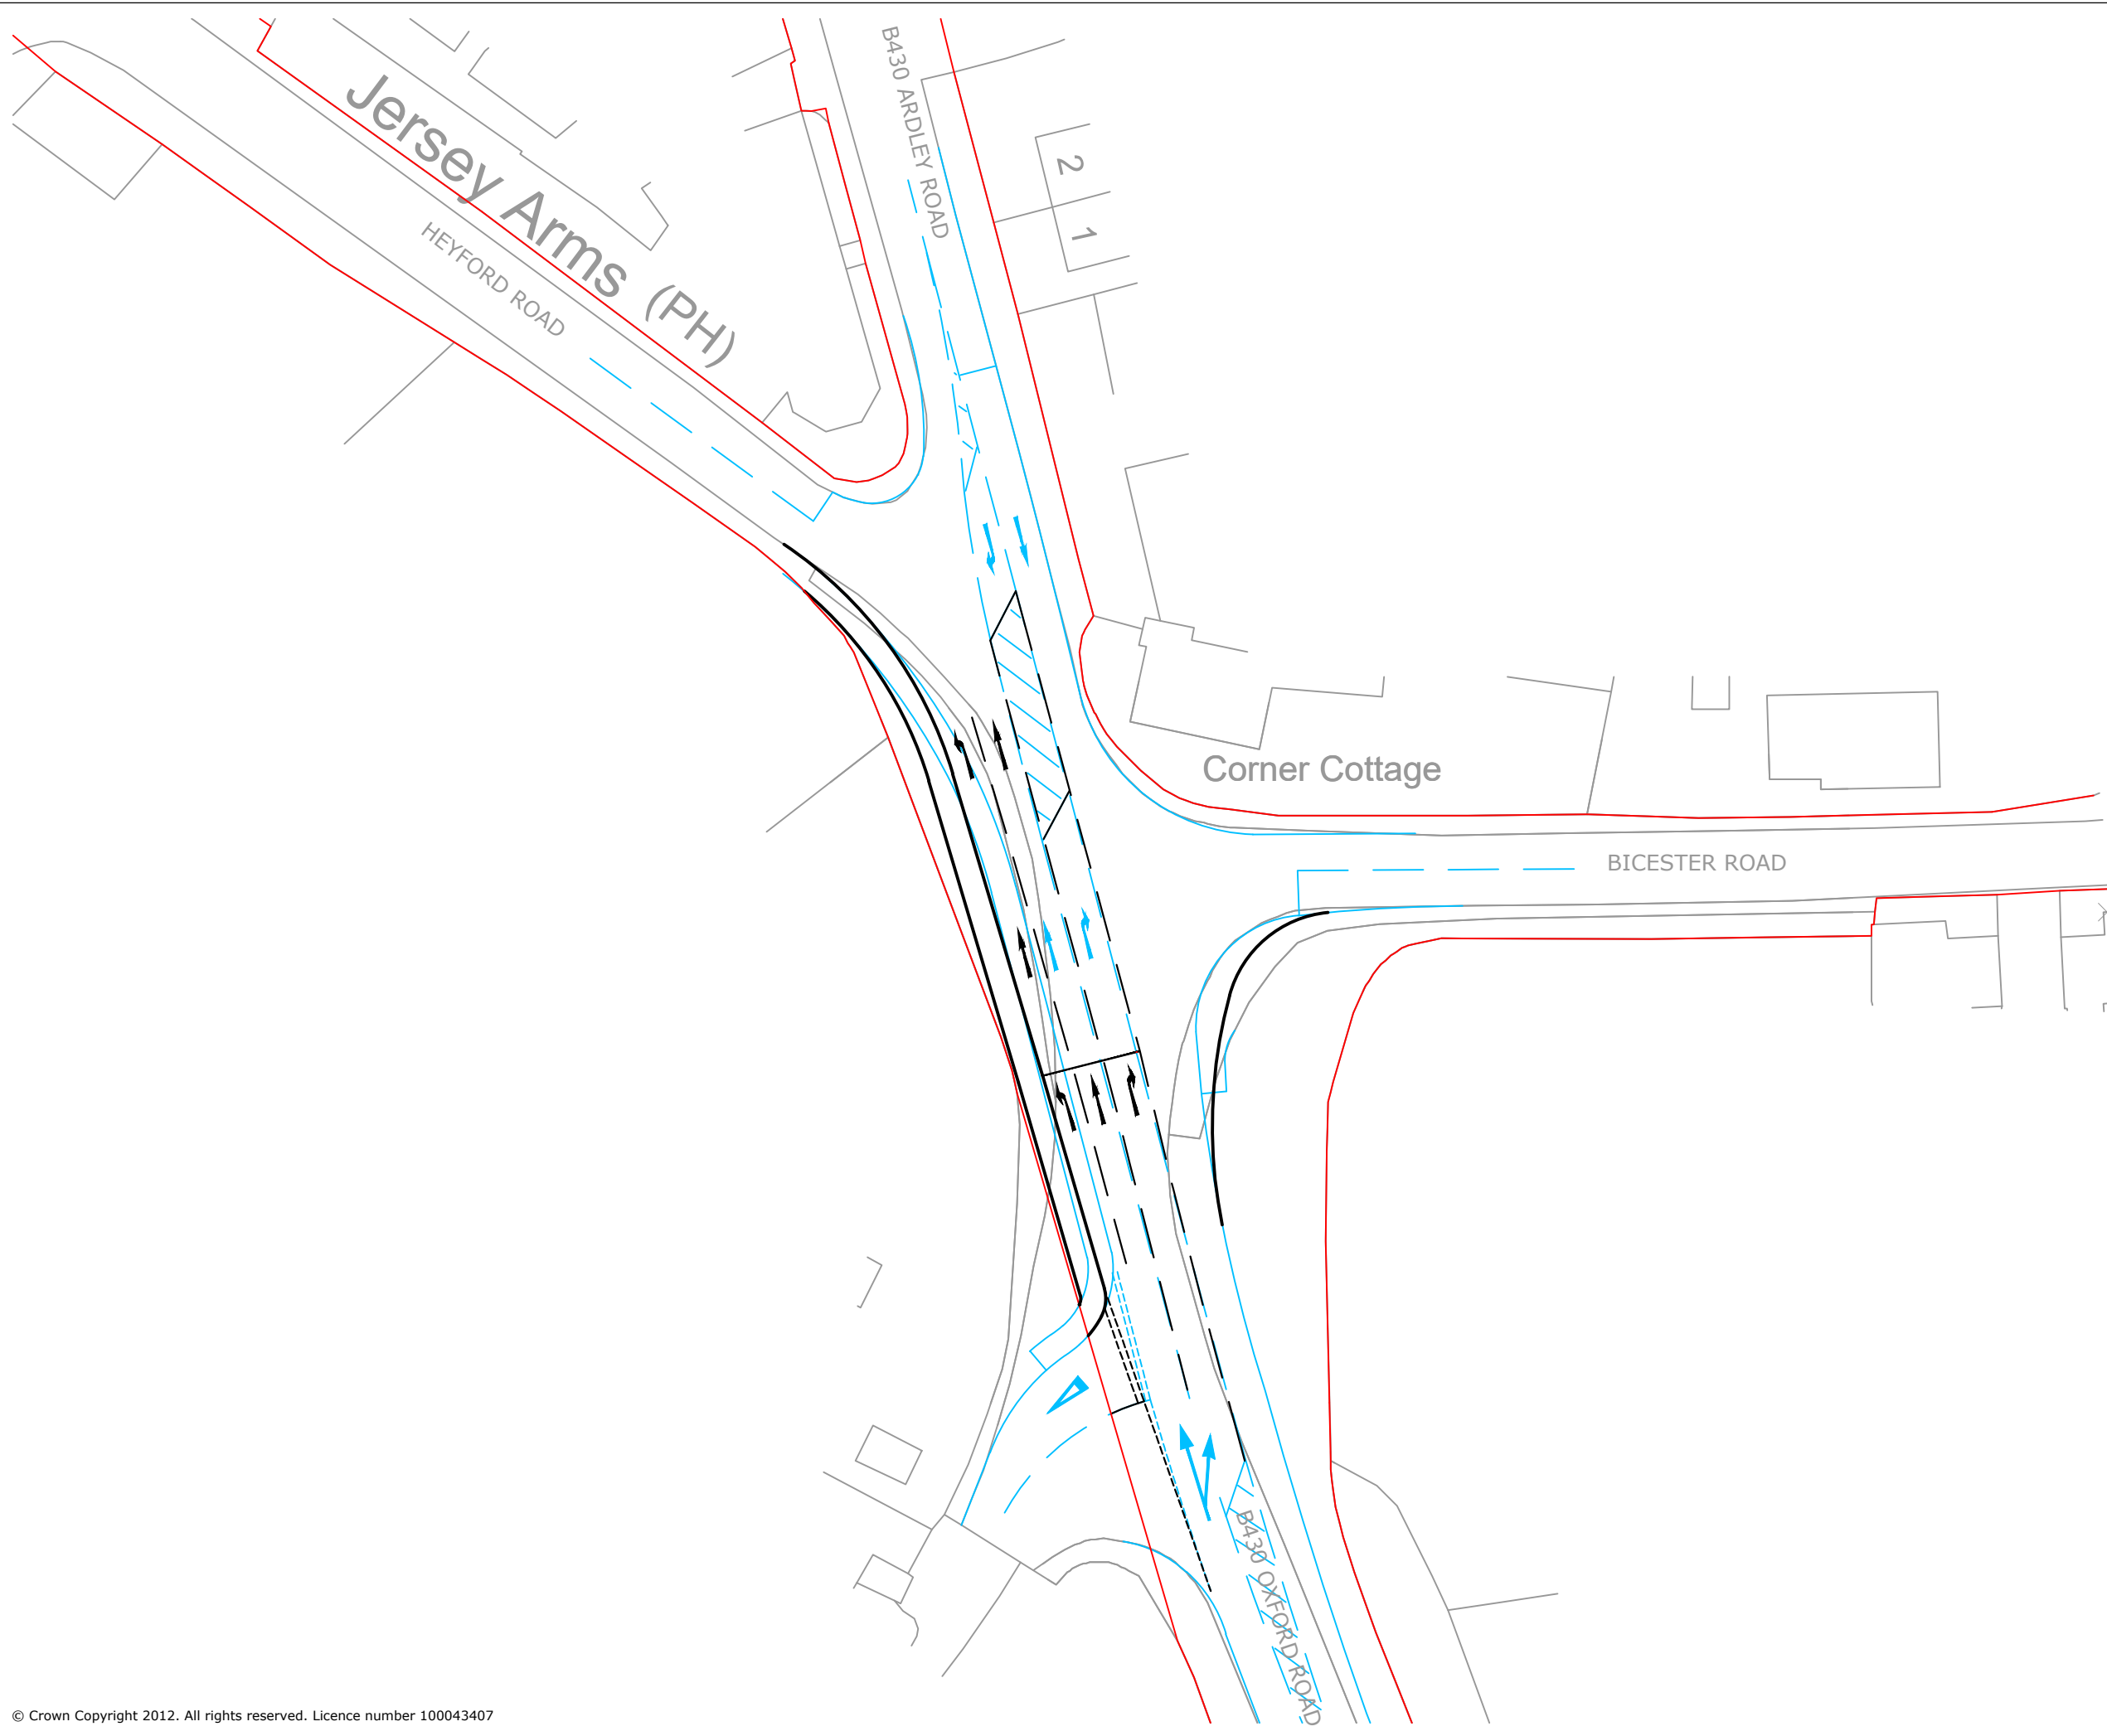 B430 ARDLEY ROAD
Jersey Arms (PH)
2
1
HEYFORD ROAD
Corner Cottage
BICESTER ROAD
B430 OXFORD ROAD
© Crown Copyright 2012. All rights reserved. Licence number 100043407